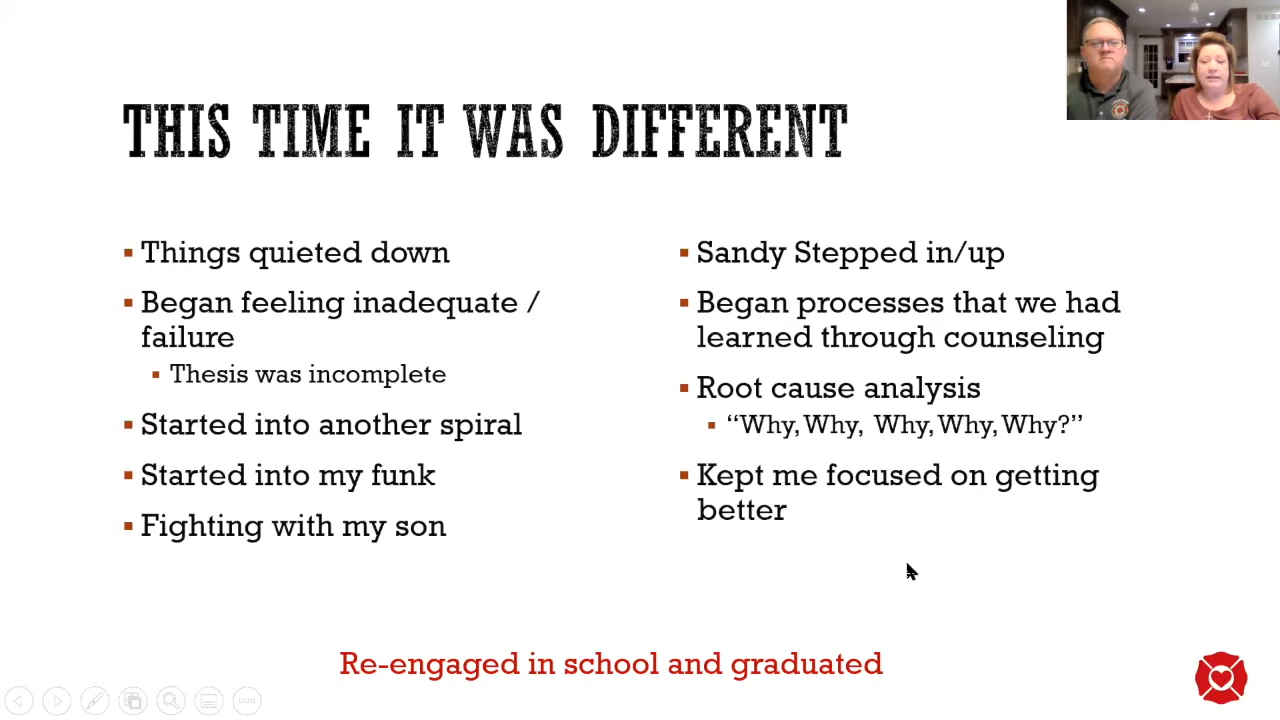 THIS TIME IT WAS DIFFERENT
Things quieted down
Began feeling inadequate /
failure
Thesis was incomplete
Started into another spiral
Started into my funk
Fighting with my son
Sandy Stepped in/up
Began processes that we had
learned through counseling
Root cause analysis
“Why, Why, Why, Why, Why?”
Kept me focused on getting
better
Re-engaged in school and graduated